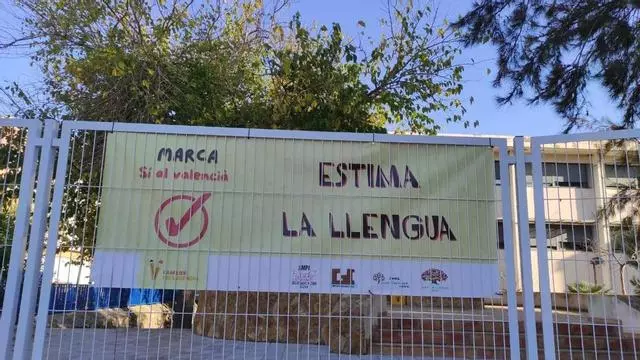 MARCA
Sí al valencià
ESTIMA
LA LLENGUA